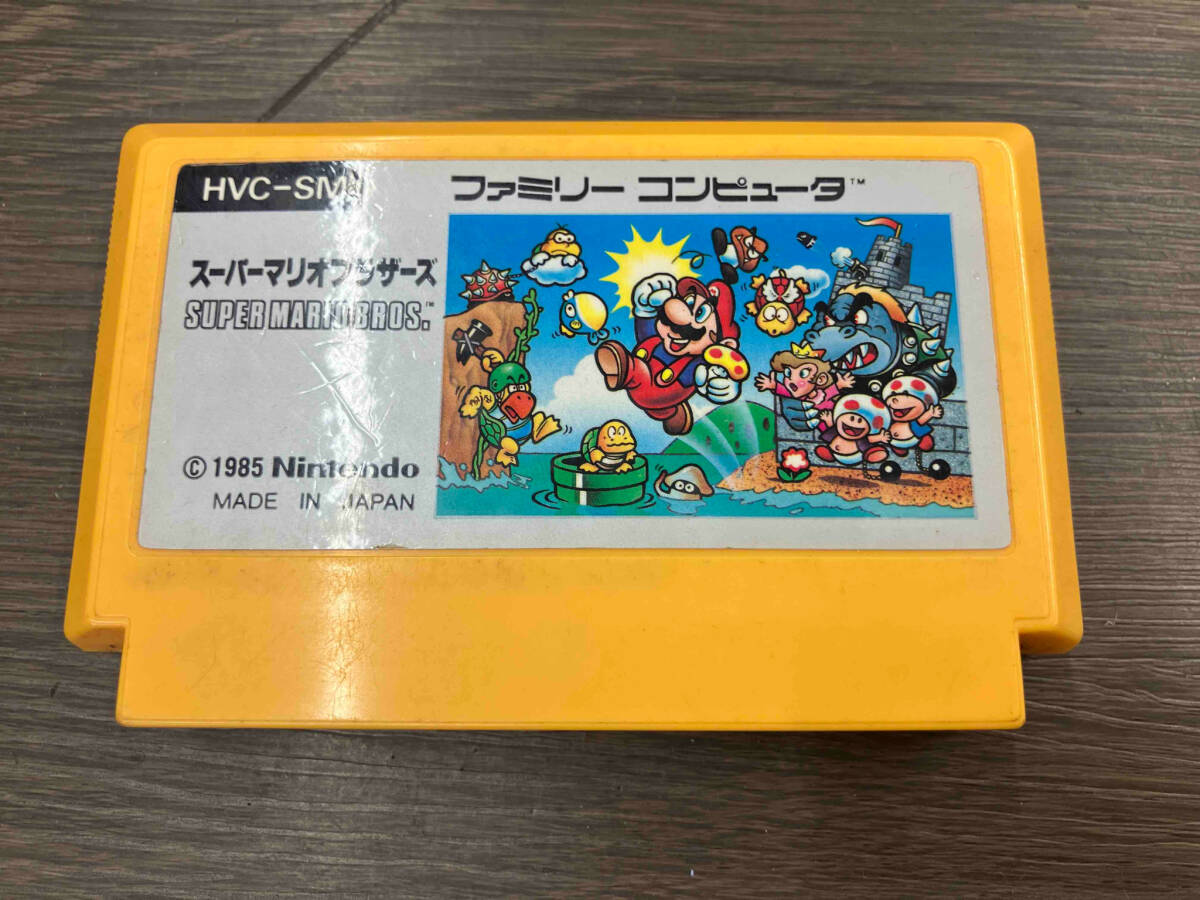 HVC-SM
ファミリー コンピュータ™
スーパーマリオブラザーズ
SUPER MARIO BROS.™
© 1985 Nintendo
MADE IN JAPAN